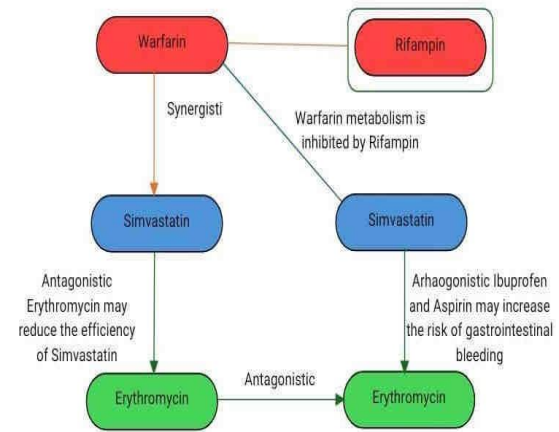 Warfarin
Rifampin
Synergisti
Warfarin metabolism is
inhibited by Rifampin
Simvastatin
Simvastatin
Antagonistic
Erythromycin may
reduce the efficiency
of Simvastatin
Arhaogonistic Ibuprofen
and Aspirin may increase
the risk of gastrointestinal
bleeding
Erythromycin
Antagonistic
Erythromycin